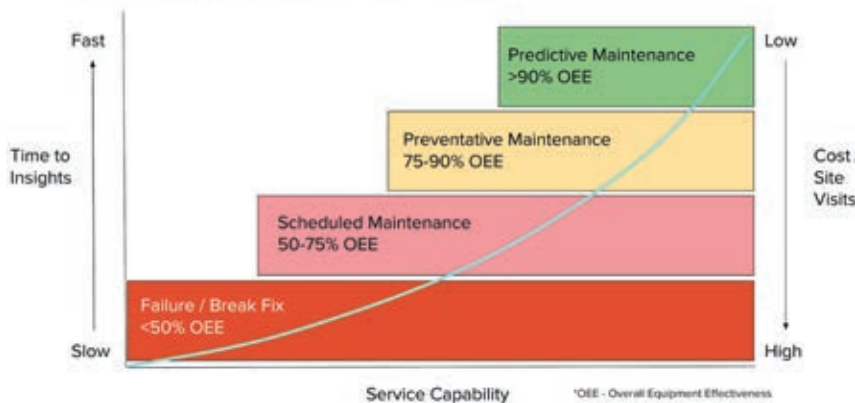 Fast
Low
Predictive Maintenance
>90% OEE
Preventative Maintenance
75-90% OEE
Time to
Insights
Cost /
Site
Visits
Scheduled Maintenance
50-75% OEE
Failure / Break Fix
<50% OEE
Slow
High
Service Capability
*OEE - Overall Equipment Effectiveness